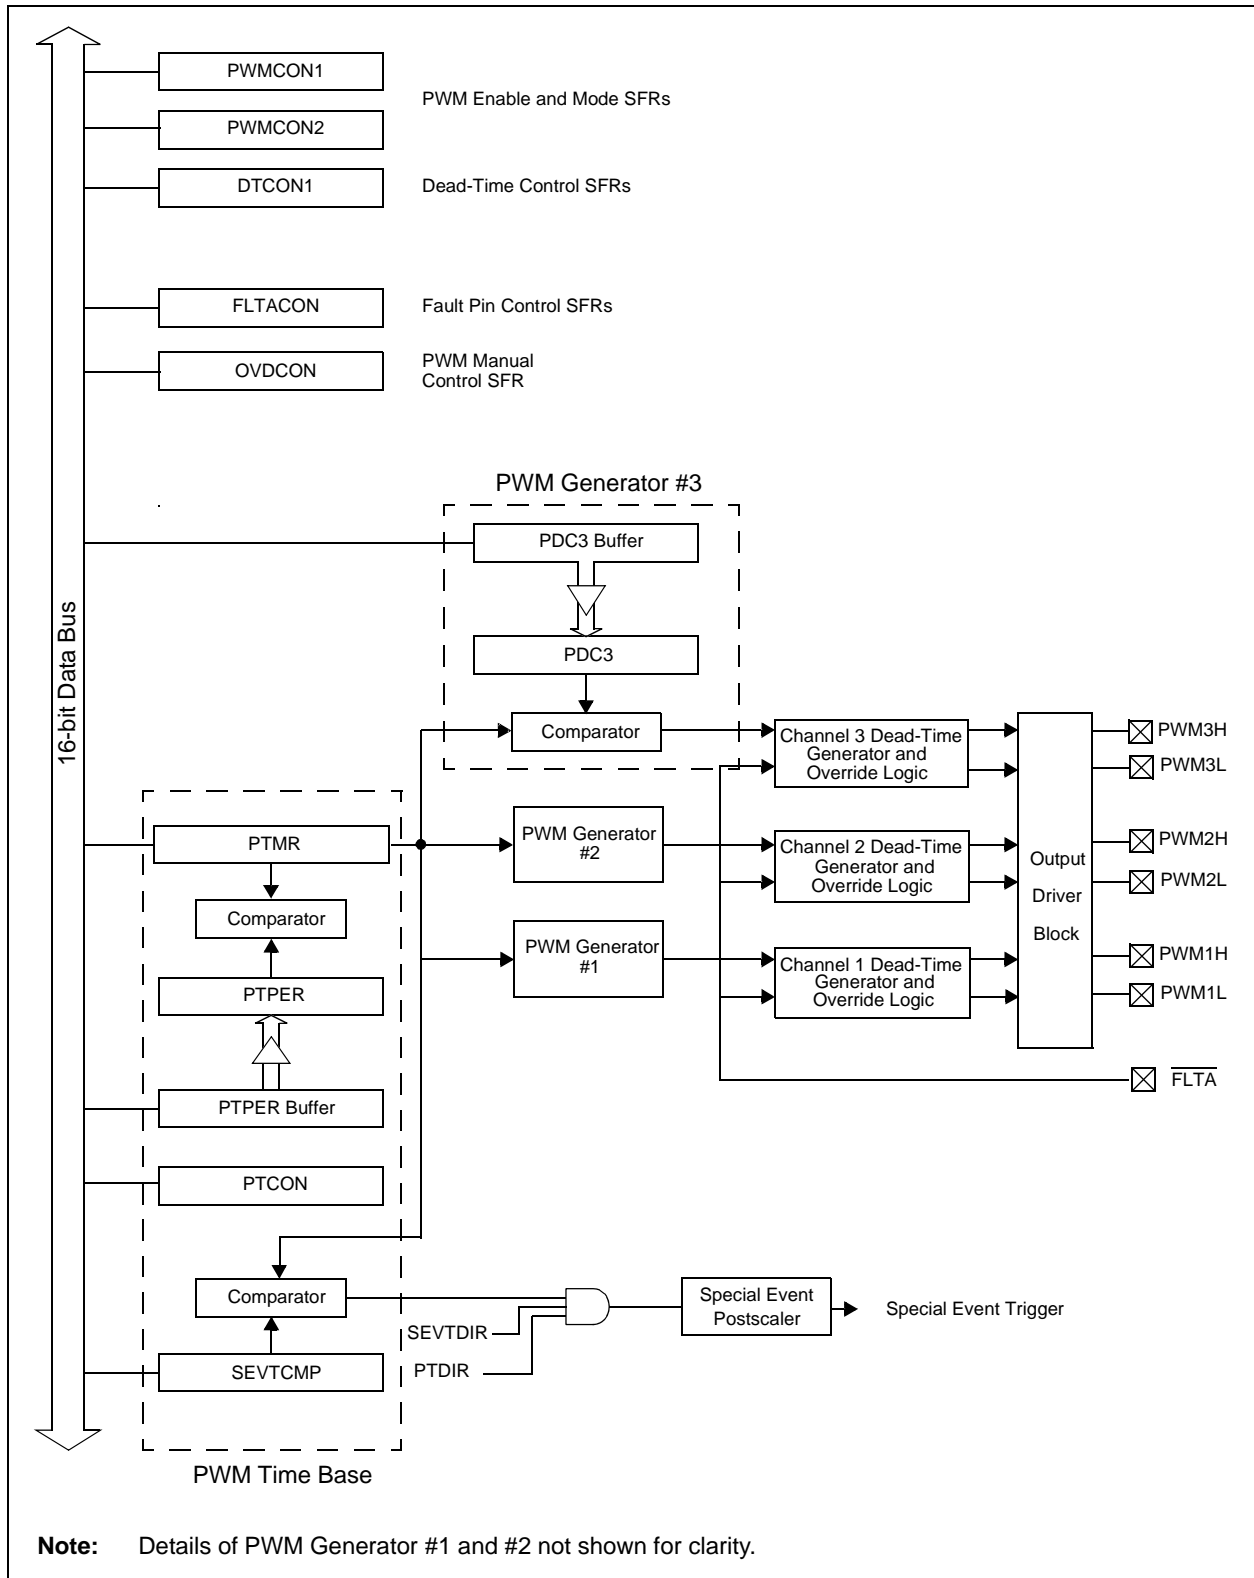 PWMCON1
PWM Enable and Mode SFRs
PWMCON2
DTCON1
Dead-Time Control SFRs
FLTACON
Fault Pin Control SFRs
OVDCON
PWM Manual
Control SFR
16-bit Data Bus
PWM Generator #3
PDC3 Buffer
PDC3
Comparator
Channel 3 Dead-Time
Generator and
Override Logic
PWM3H
PWM3L
PTMR
PWM Generator
#2
Channel 2 Dead-Time
Generator and
Override Logic
PWM2H
PWM2L
Output
Driver
Block
Comparator
PWM Generator
#1
Channel 1 Dead-Time
Generator and
Override Logic
PWM1H
PWM1L
PTPER
FLTA
PTPER Buffer
PTCON
Comparator
SEVTDIR
PTDIR
Special Event
Postscaler
Special Event Trigger
SEVTCMP
PWM Time Base
Note: Details of PWM Generator #1 and #2 not shown for clarity.